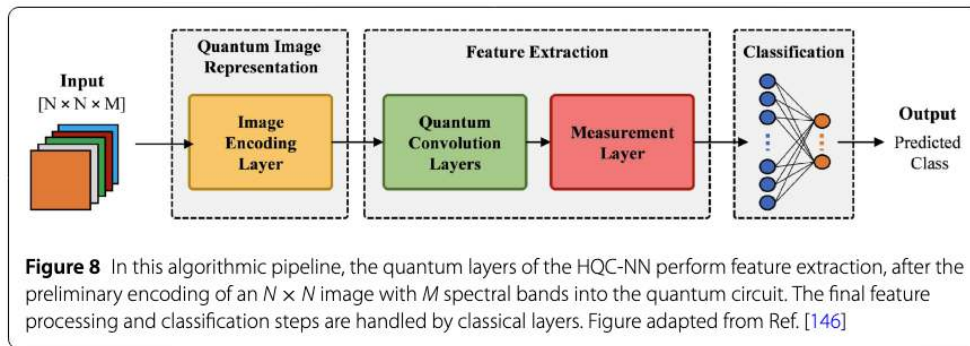 Input
[N × N × M]
Quantum Image
Representation
Image
Encoding
Layer
Feature Extraction
Quantum
Convolution
Layers
Measurement
Layer
Classification
Output
Predicted
Class
Figure 8 In this algorithmic pipeline, the quantum layers of the HQC-NN perform feature extraction, after the
preliminary encoding of an N × N image with M spectral bands into the quantum circuit. The final feature
processing and classification steps are handled by classical layers. Figure adapted from Ref. [146]